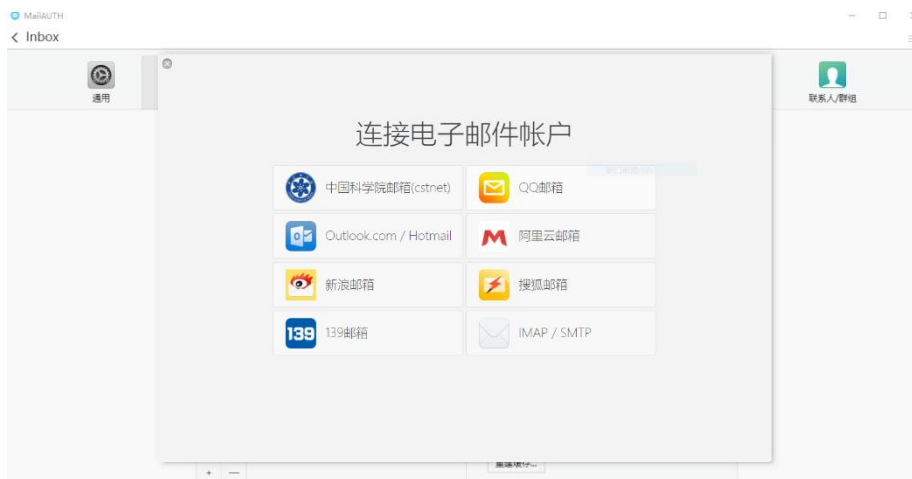 MailAUTH
Inbox
通用
联系人/群组
连接电子邮件帐户
中国科学院邮箱(cstnet)
QQ邮箱
Outlook.com / Hotmail
阿里云邮箱
新浪邮箱
搜狐邮箱
139
139邮箱
IMAP / SMTP